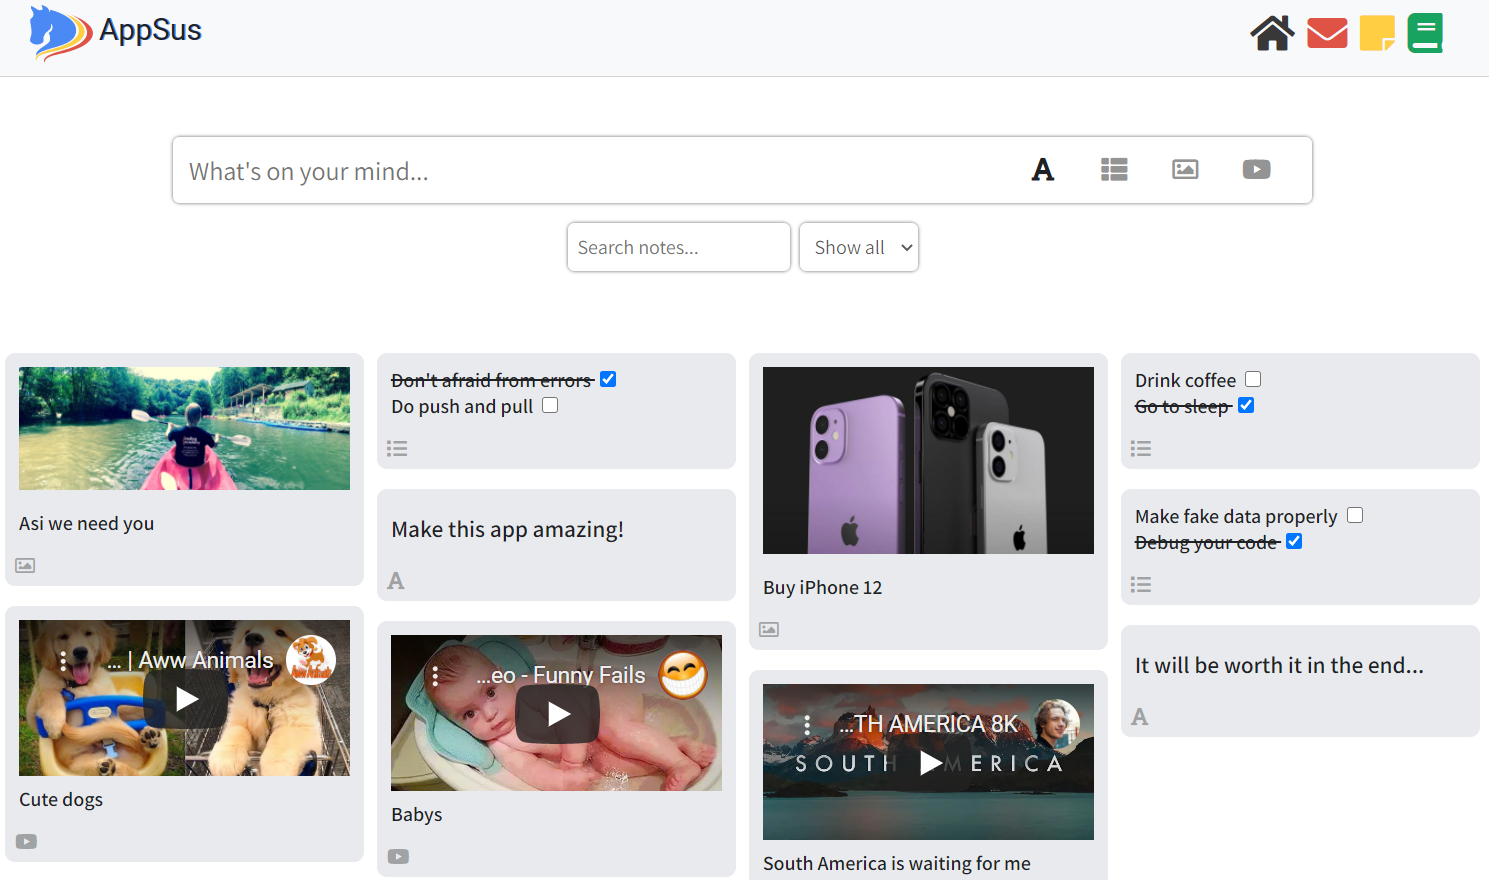 AppSus
What's on your mind...
A
Search notes...
Show all
Asi we need you
... | Aww Animals
Cute dogs
Don't afraid from errors
Do push and pull
Make this app amazing!
A
...eo - Funny Fails
Babys
Buy iPhone 12
...TH AMERICA 8K
SOUTH AMERICA
South America is waiting for me
Drink coffee
Go to sleep
Make fake data properly
Debug your code
It will be worth it in the end...
A